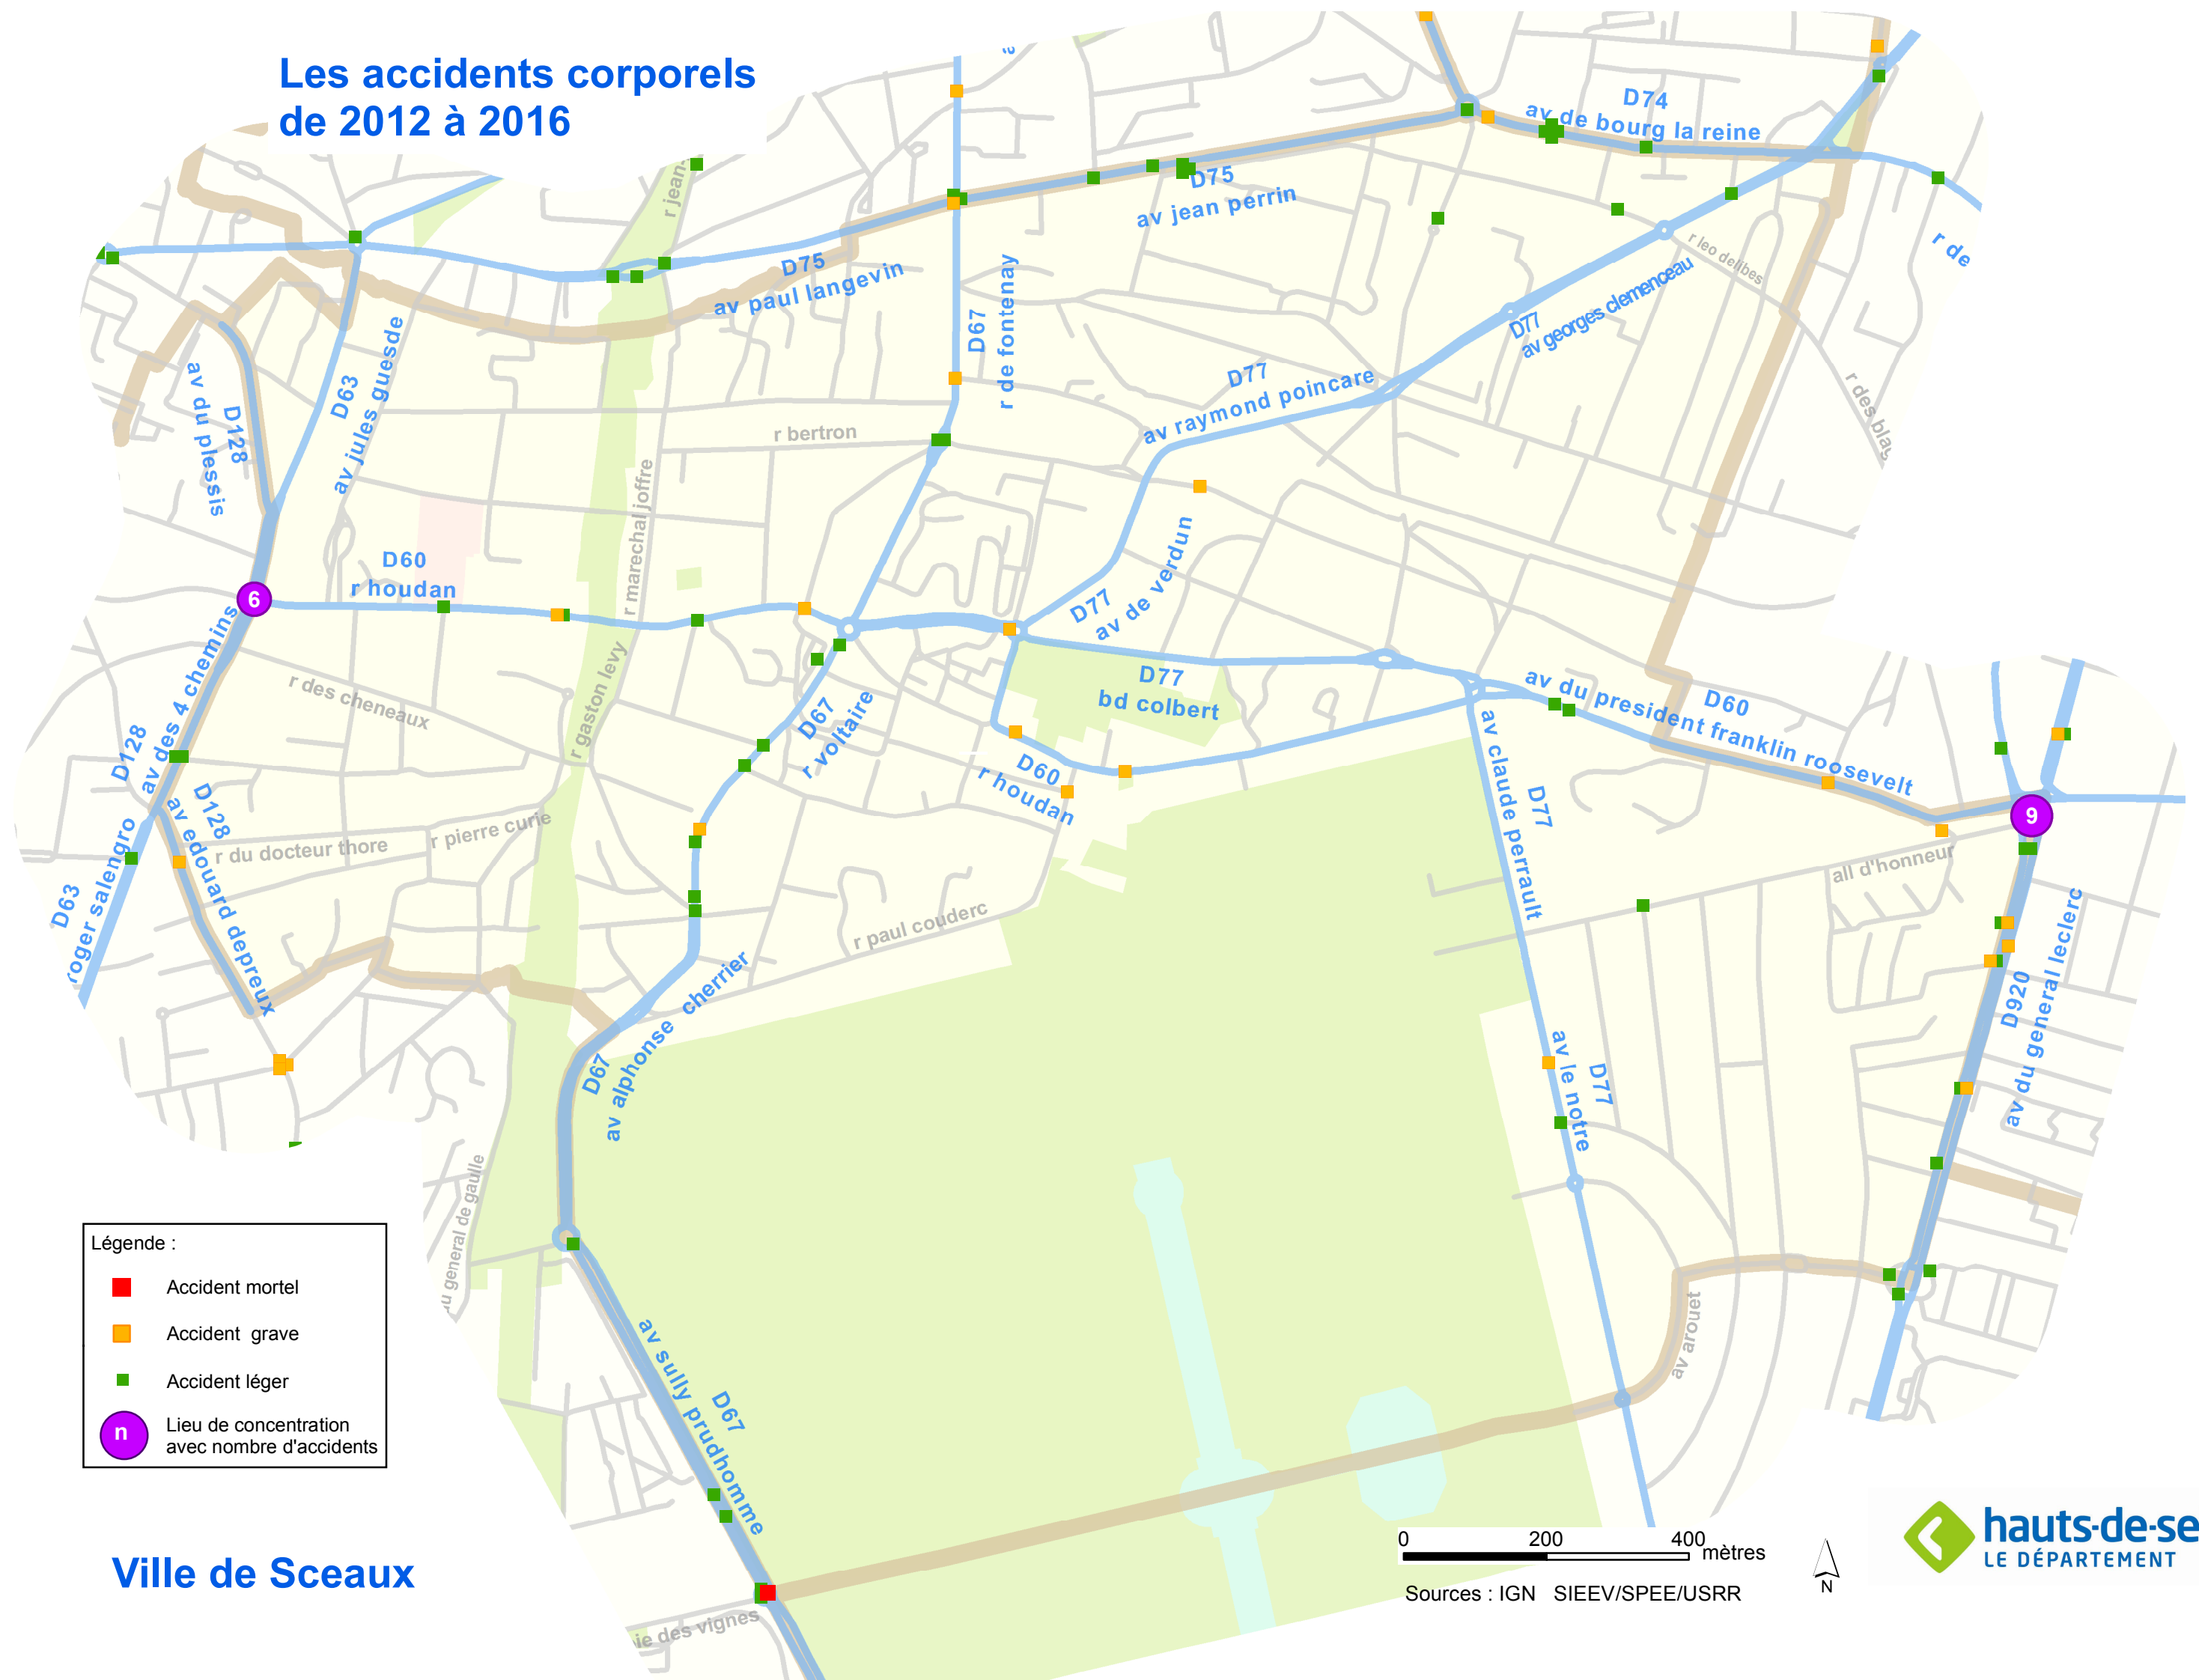 Les accidents corporels
de 2012 à 2016
D74
av de bourg la reine
r jean
D75
av jean perrin
D75
av paul langevin
D67
r de fontenay
r leo delibes
r de
D77
av georges clemenceau
D77
av raymond poincare
r des blag
av du plessis
D128
D63
av jules guesde
r bertron
r marechal joffre
D60
r houdan
6
D77
av de verdun
D77
bd colbert
av des 4 chemins
D128
r des cheneaux
r gaston levy
D67
r voltaire
av du president franklin roosevelt
D60
D60
r houdan
av claude perrault
D77
9
all d'honneur
D128
av edouard depreux
r du docteur thore
r pierre curie
D63
roger salengro
r paul couderc
D920
av du general leclerc
D67
av alphonse cherrier
D77
av le notre
u general de gaulle
av arouet
av sully prudhomme
D67
ie des vignes
Légende :
Accident mortel
Accident grave
Accident léger
n
Lieu de concentration
avec nombre d'accidents
Ville de Sceaux
0 200 400
mètres
N
Sources : IGN SIEEV/SPEE/USRR
hauts-de-se
LE DÉPARTEMENT